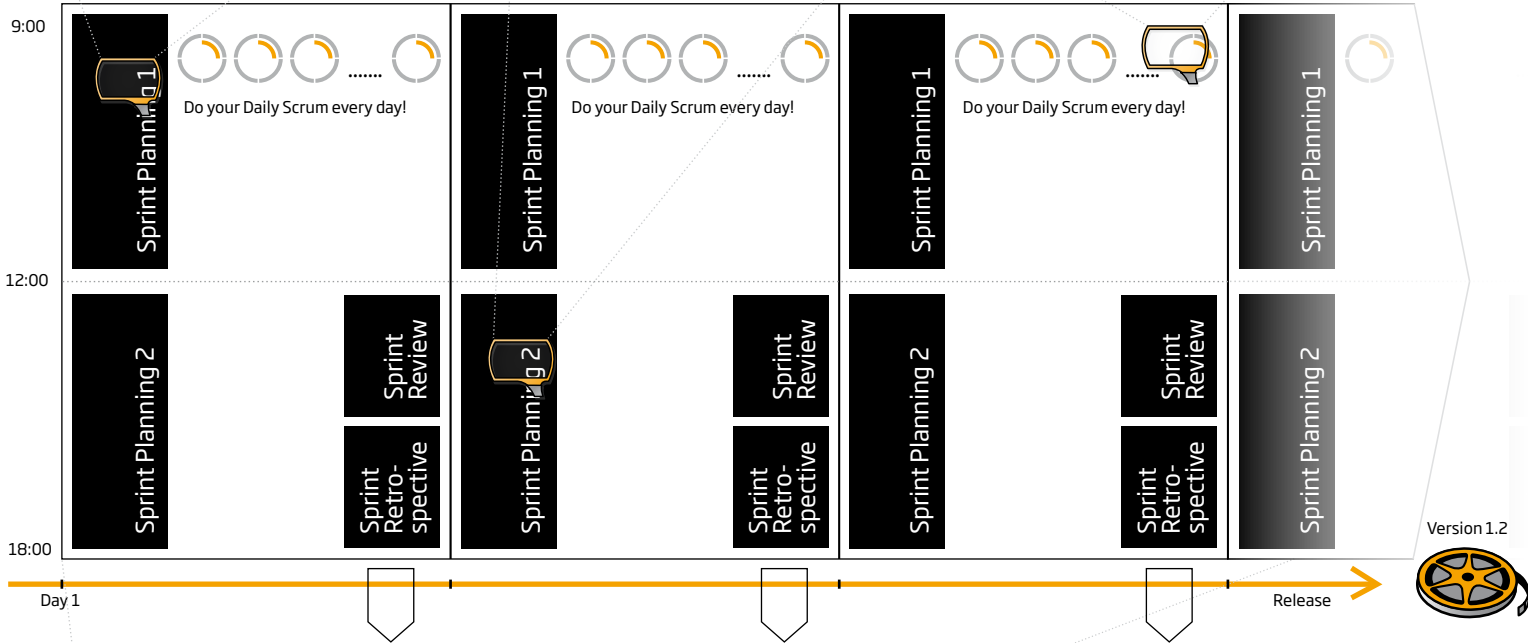 9:00
Sprint Planning 1
.......
Do your Daily Scrum every day!
Sprint Planning 1
.......
Do your Daily Scrum every day!
Sprint Planning 1
.......
Do your Daily Scrum every day!
Sprint Planning 1
12:00
Sprint Planning 2
Sprint
Review
Sprint
Retro-
spective
Sprint Planning 2
Sprint
Review
Sprint
Retro-
spective
Sprint Planning 2
Sprint
Review
Sprint
Retro-
spective
Sprint Planning 2
18:00
Day 1
Release
Version 1.2